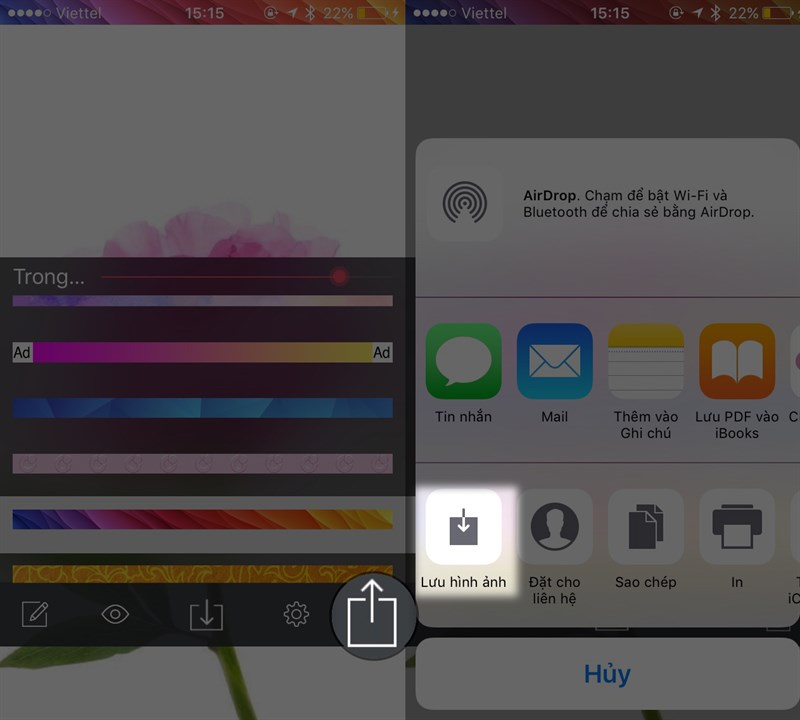 Viettel 15:15 22%
Trong...
Ad Ad
Viettel 15:15 22%
AirDrop. Chạm để bật Wi-Fi và
Bluetooth để chia sẻ bằng AirDrop.
Tin nhắn
Mail
Thêm vào
Ghi chú
Lưu PDF vào
iBooks
C
Lưu hình ảnh
Đặt cho
liên hệ
Sao chép
In
T
iC
Hủy